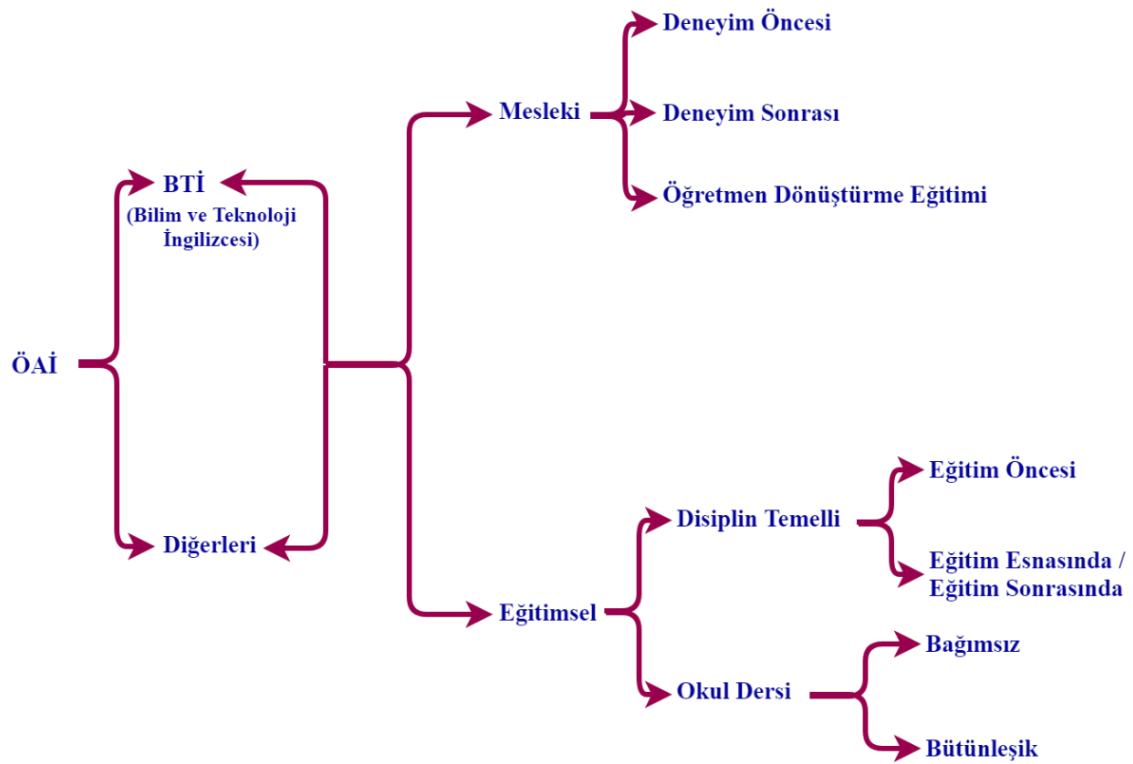 ÖAİ
BTİ
(Bilim ve Teknoloji
İngilizcesi)
Diğerleri
Mesleki
Deneyim Öncesi
Deneyim Sonrası
Öğretmen Dönüştürme Eğitimi
Eğitimsel
Disiplin Temelli
Eğitim Öncesi
Eğitim Esnasında /
Eğitim Sonrasında
Okul Dersi
Bağımsız
Bütünleşik